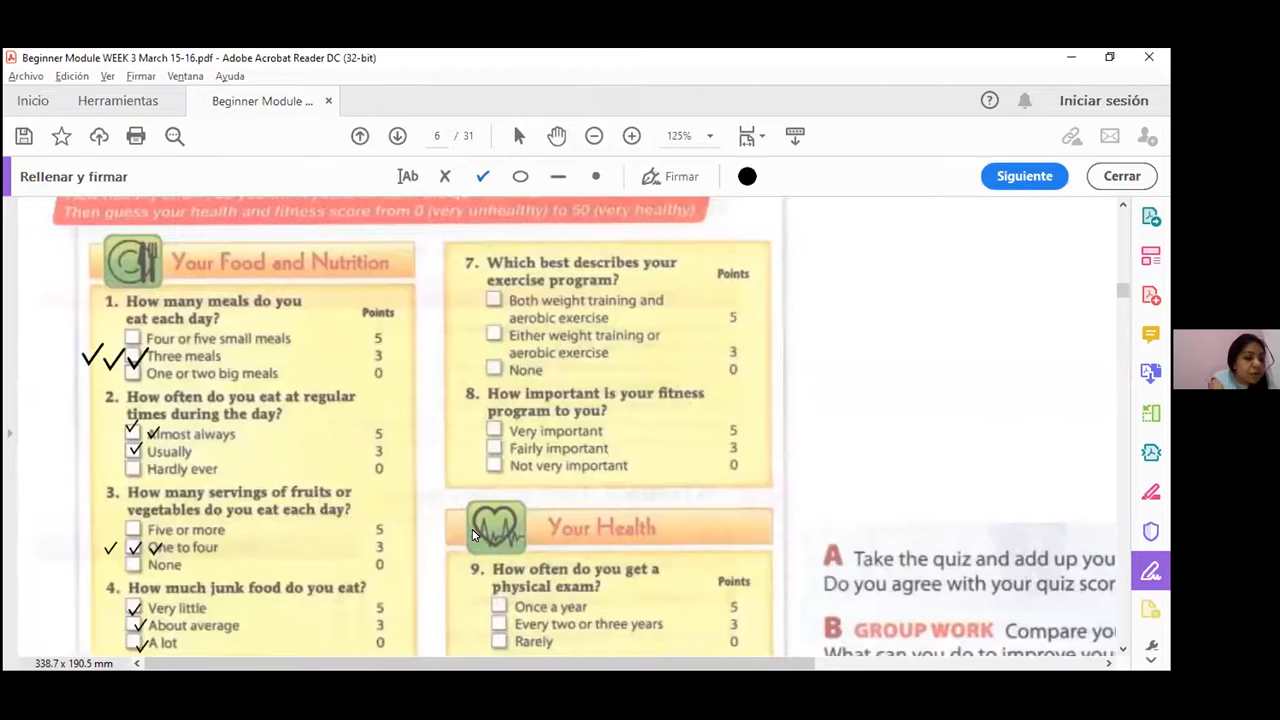 Beginner Module WEEK 3 March 15-16.pdf - Adobe Acrobat Reader DC (32-bit)
Archivo Edición Ver Firmar Ventana Ayuda
Inicio Herramientas Beginner Module ... × Iniciar sesión
6 / 31 125%
Rellenar y firmar Ab Firmar Siguiente Cerrar
Then guess your health and fitness score from 0 (very unhealthy) to 50 (very healthy).
Your Food and Nutrition
1. How many meals do you
eat each day? Points
Four or five small meals 5
Three meals 3
One or two big meals 0
2. How often do you eat at regular
times during the day?
Almost always 5
Usually 3
Hardly ever 0
3. How many servings of fruits or
vegetables do you eat each day?
Five or more 5
One to four 3
None 0
4. How much junk food do you eat?
Very little 5
About average 3
A lot 0
7. Which best describes your
exercise program? Points
Both weight training and
aerobic exercise 5
Either weight training or
aerobic exercise 3
None 0
8. How important is your fitness
program to you?
Very important 5
Fairly important 3
Not very important 0
Your Health
9. How often do you get a
physical exam? Points
Once a year 5
Every two or three years 3
Rarely 0
A Take the quiz and add up you
Do you agree with your quiz scor
B GROUP WORK Compare yo
What can you do to improve your
338.7 x 190.5 mm